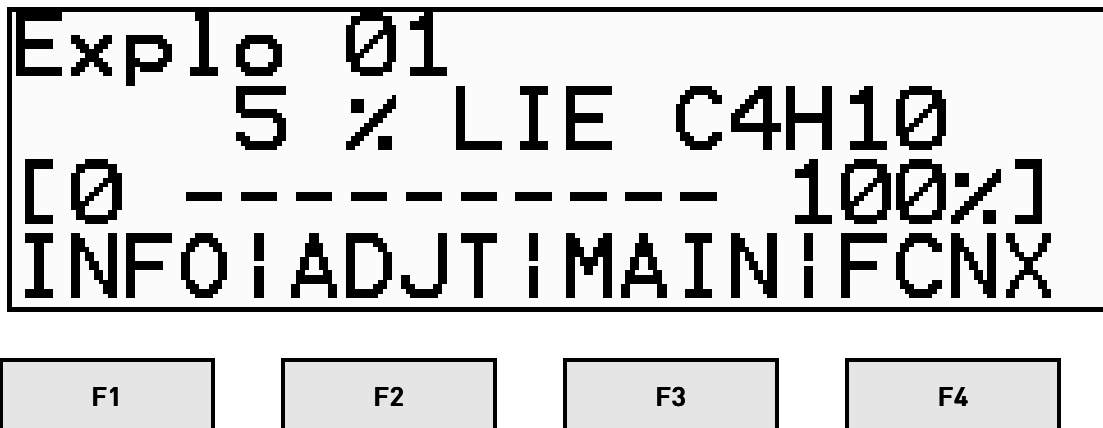 Explo 01
5 % LIE C4H10
[0 ---------- 100%]
INFO¦ADJT¦MAIN¦FCNX
F1 F2 F3 F4